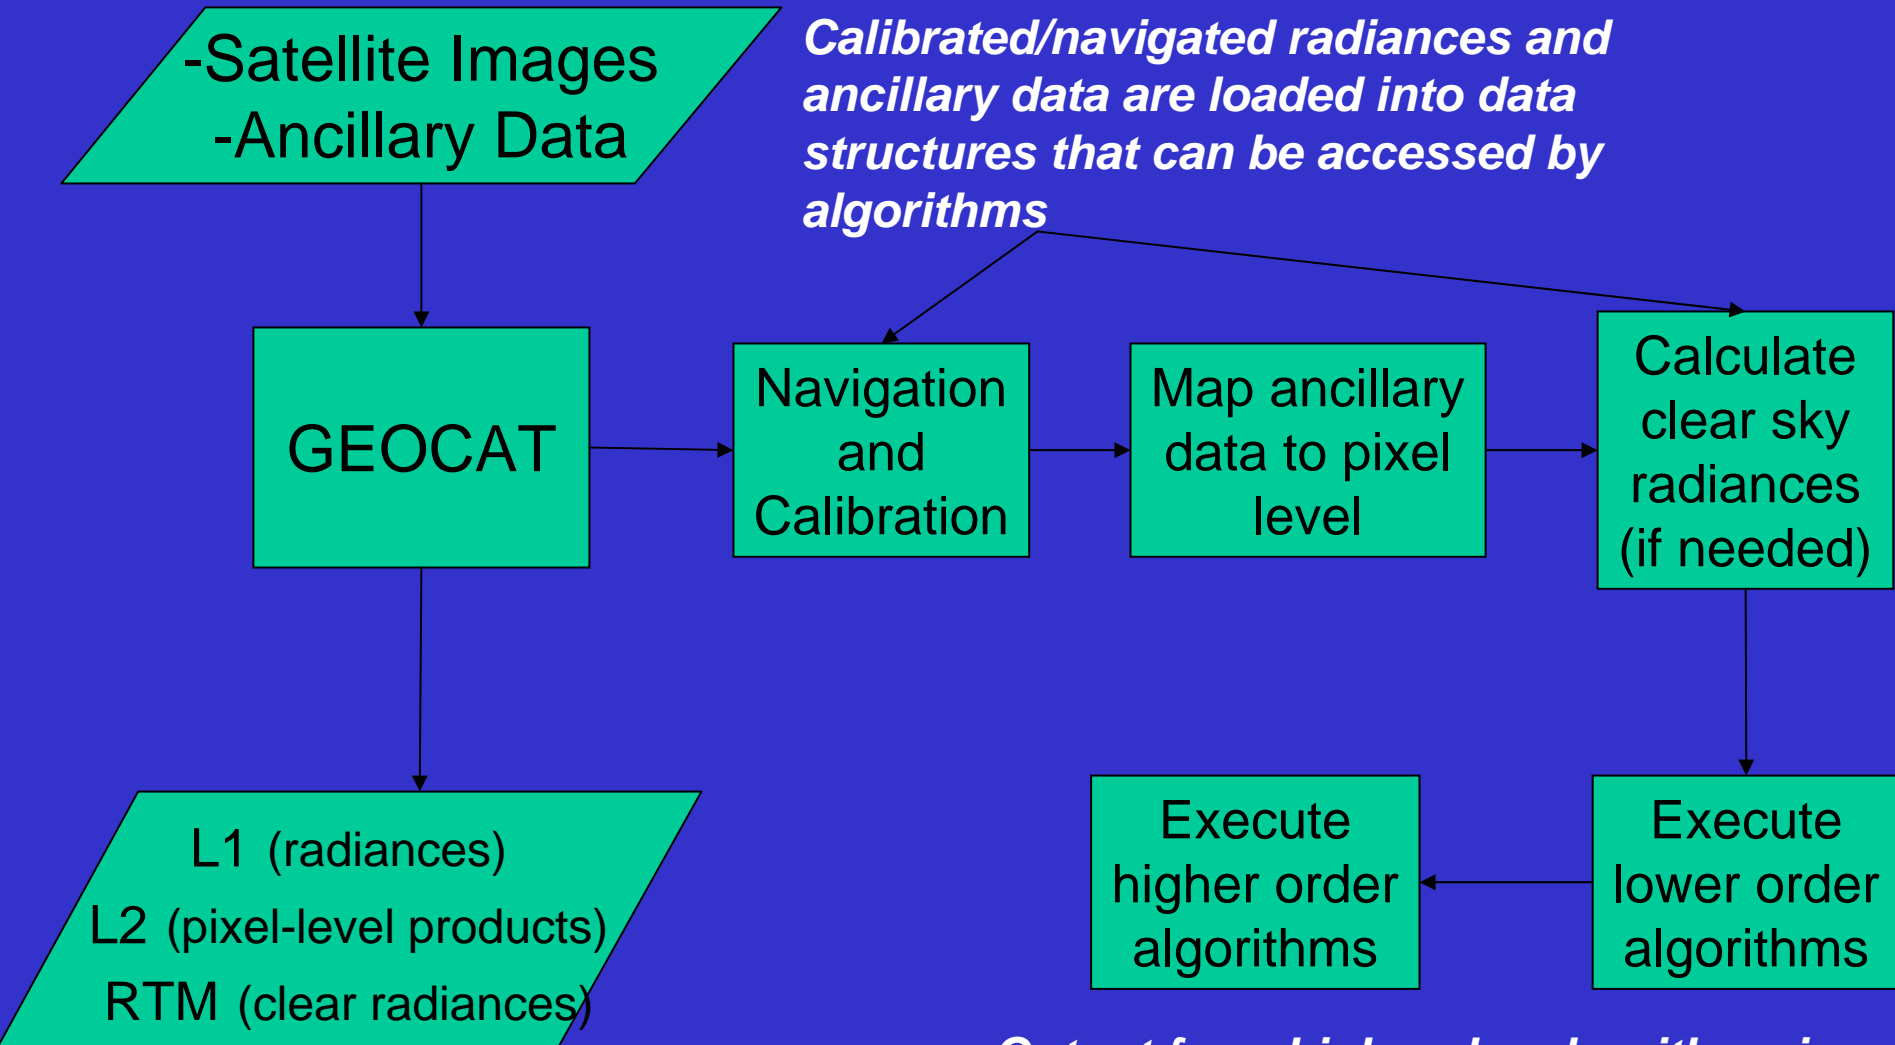 -Satellite Images
-Ancillary Data
Calibrated/navigated radiances and
ancillary data are loaded into data
structures that can be accessed by
algorithms
GEOCAT
Navigation
and
Calibration
Map ancillary
data to pixel
level
Calculate
clear sky
radiances
(if needed)
L1 (radiances)
L2 (pixel-level products)
RTM (clear radiances)
Execute
higher order
algorithms
Execute
lower order
algorithms